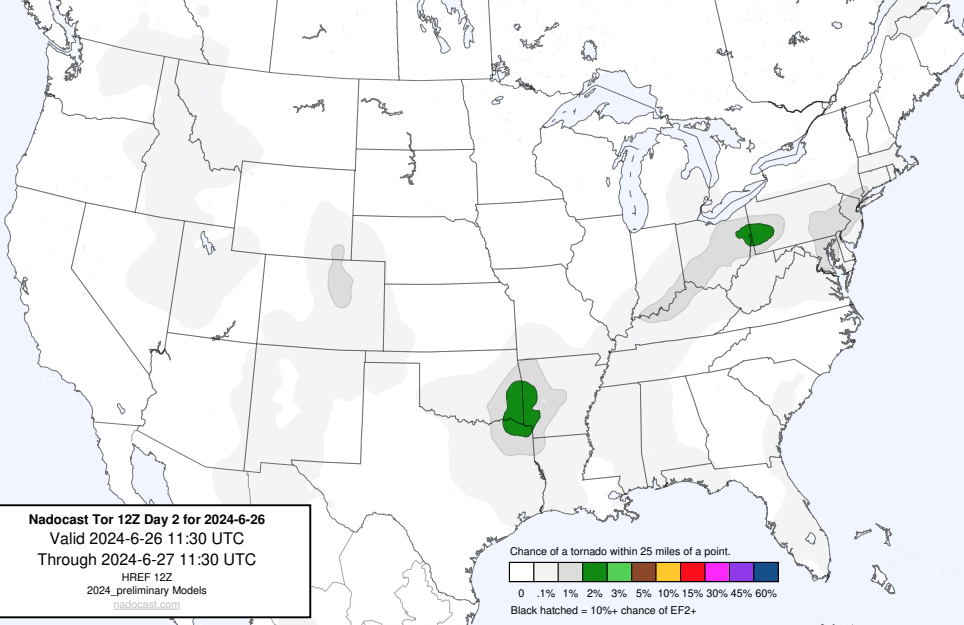 Nadocast Tor 12Z Day 2 for 2024-6-26
Valid 2024-6-26 11:30 UTC
Through 2024-6-27 11:30 UTC
HREF 12Z
2024_preliminary Models
nadocast.com
Chance of a tornado within 25 miles of a point.
0 .1% 1% 2% 3% 5% 10% 15% 30% 45% 60%
Black hatched = 10%+ chance of EF2+